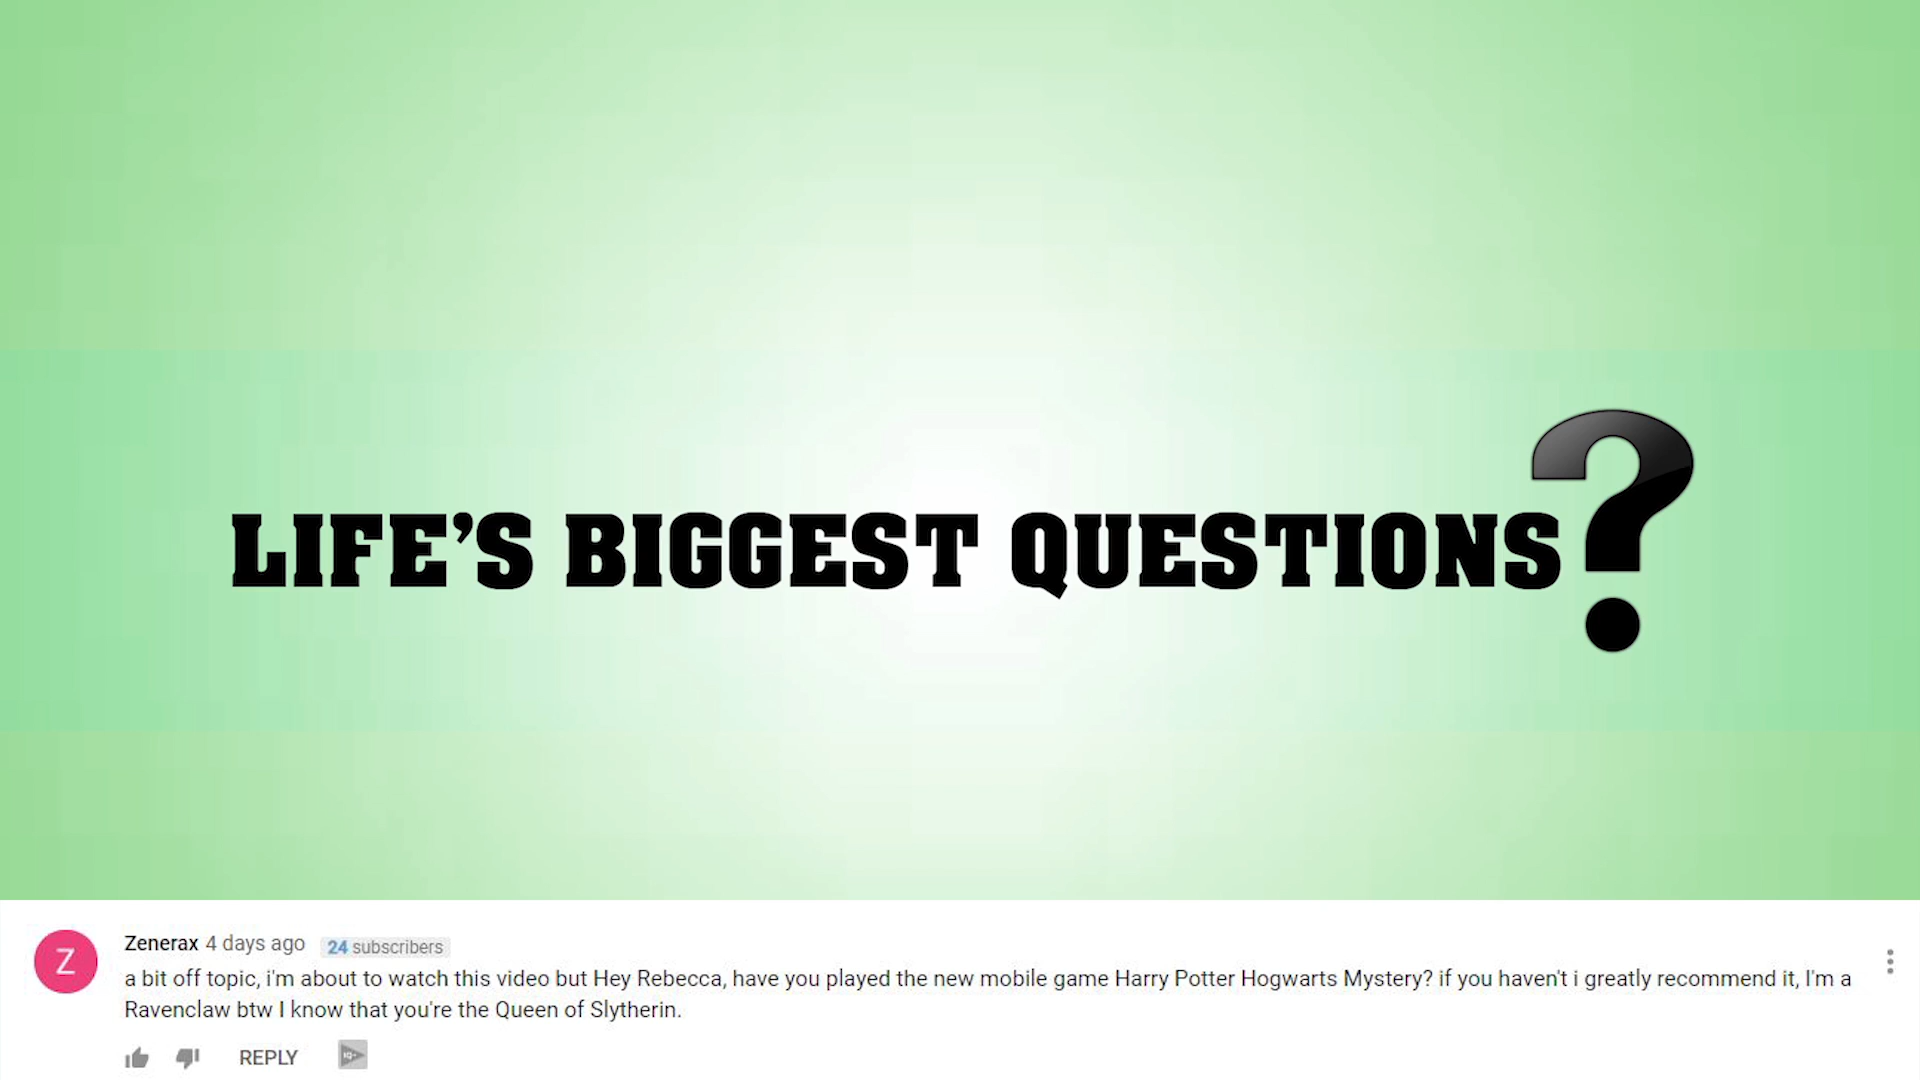 LIFE'S BIGGEST QUESTIONS?
Z
Zenerax 4 days ago 24 subscribers
a bit off topic, i'm about to watch this video but Hey Rebecca, have you played the new mobile game Harry Potter Hogwarts Mystery? if you haven't i greatly recommend it, I'm a
Ravenclaw btw I know that you're the Queen of Slytherin.
REPLY